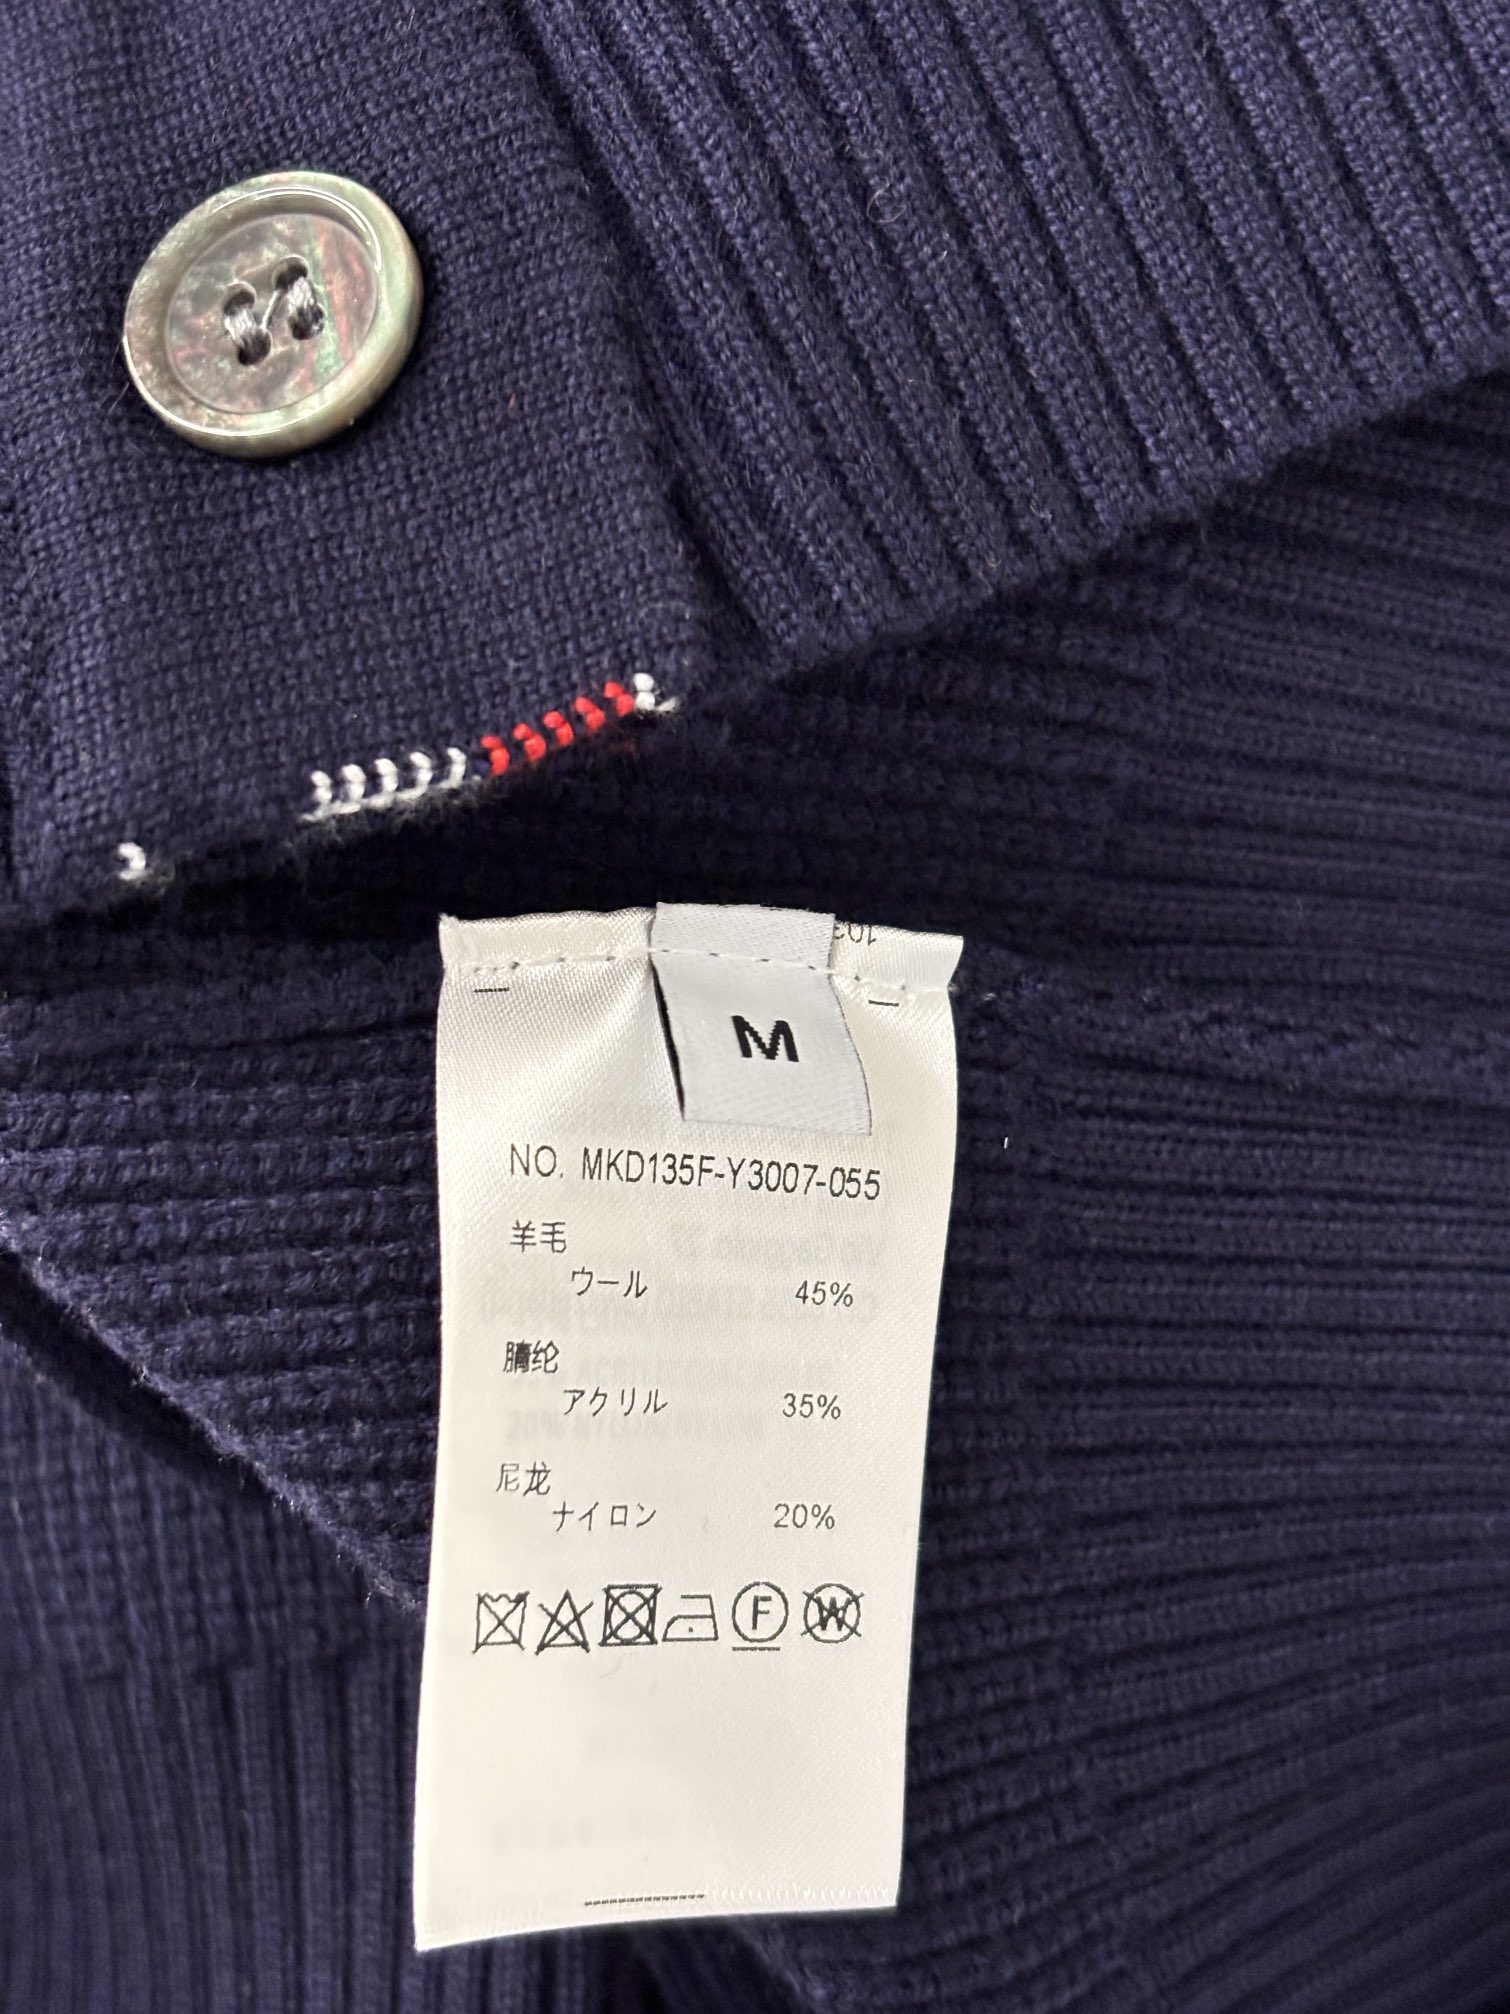 M
NO. MKD135F-Y3007-055
羊毛
ウール 45%
腈纶
アクリル 35%
尼龙
ナイロン 20%
F
W